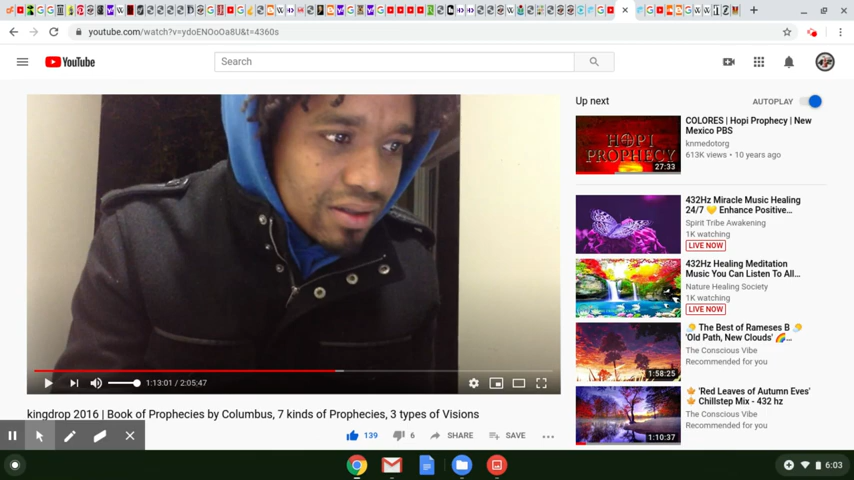 youtube.com/watch?v=ydoENOoOa8U&t=4360s
YouTube
Search
Up next
AUTOPLAY
HOPI
PROPHECY
27:33
COLORES | Hopi Prophecy | New
Mexico PBS
knmedotorg
613K views • 10 years ago
432Hz Miracle Music Healing
24/7 💛 Enhance Positive…
Spirit Tribe Awakening
1K watching
LIVE NOW
432Hz Healing Meditation
Music You Can Listen To All…
Nature Healing Society
1K watching
LIVE NOW
The Best of Rameses B
'Old Path, New Clouds' 🌈…
The Conscious Vibe
Recommended for you
1:58:25
'Red Leaves of Autumn Eves'
Chillstep Mix - 432 hz
The Conscious Vibe
Recommended for you
1:10:37
1:13:01 / 2:05:47
kingdrop 2016 | Book of Prophecies by Columbus, 7 kinds of Prophecies, 3 types of Visions
139
6
SHARE
SAVE
6:03